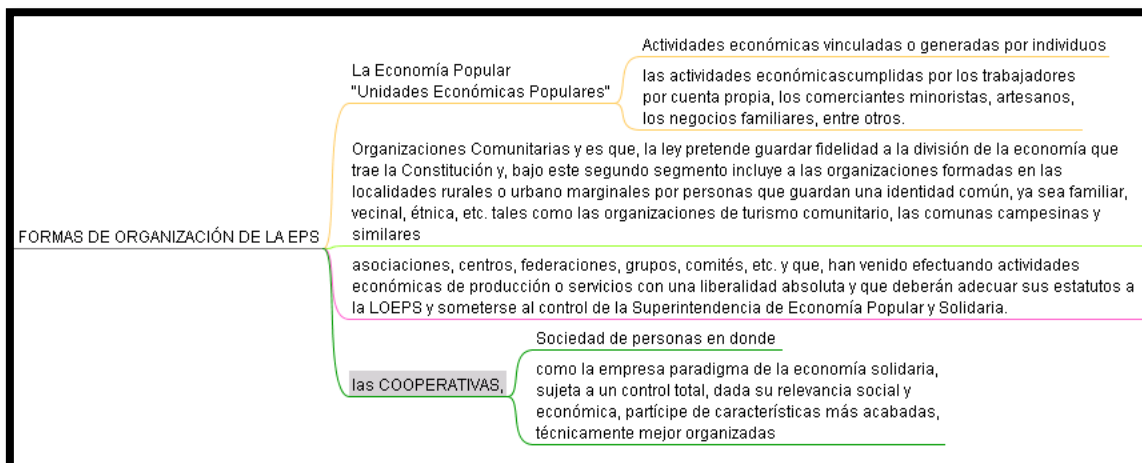 Actividades económicas vinculadas o generadas por individuos
La Economía Popular
"Unidades Económicas Populares"
las actividades económicascumplidas por los trabajadores
por cuenta propia, los comerciantes minoristas, artesanos,
los negocios familiares, entre otros.
Organizaciones Comunitarias y es que, la ley pretende guardar fidelidad a la división de la economía que
trae la Constitución y, bajo este segundo segmento incluye a las organizaciones formadas en las
localidades rurales o urbano marginales por personas que guardan una identidad común, ya sea familiar,
vecinal, étnica, etc. tales como las organizaciones de turismo comunitario, las comunas campesinas y
similares
FORMAS DE ORGANIZACIÓN DE LA EPS
asociaciones, centros, federaciones, grupos, comités, etc. y que, han venido efectuando actividades
económicas de producción o servicios con una liberalidad absoluta y que deberán adecuar sus estatutos a
la LOEPS y someterse al control de la Superintendencia de Economía Popular y Solidaria.
Sociedad de personas en donde
las COOPERATIVAS,
como la empresa paradigma de la economía solidaria,
sujeta a un control total, dada su relevancia social y
económica, partícipe de características más acabadas,
técnicamente mejor organizadas